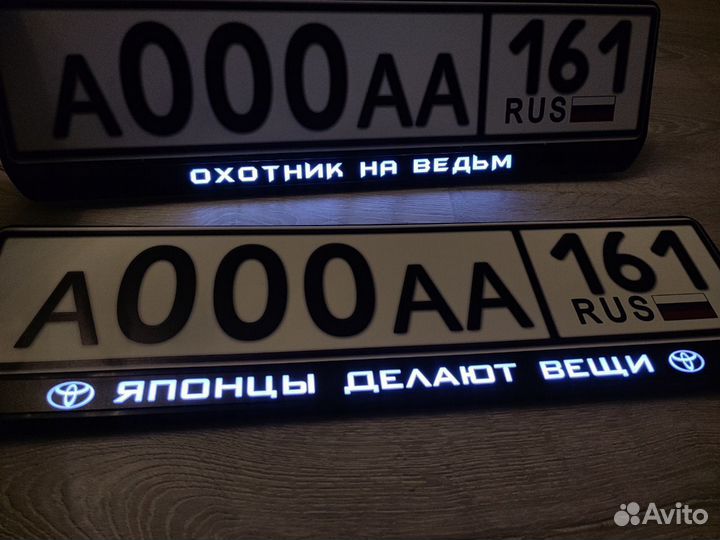 А000АА 161
RUS
ОХОТНИК НА ВЕДЬМ
А000АА 161
RUS
ЯПОНЦЫ ДЕЛАЮТ ВЕЩИ
Avito